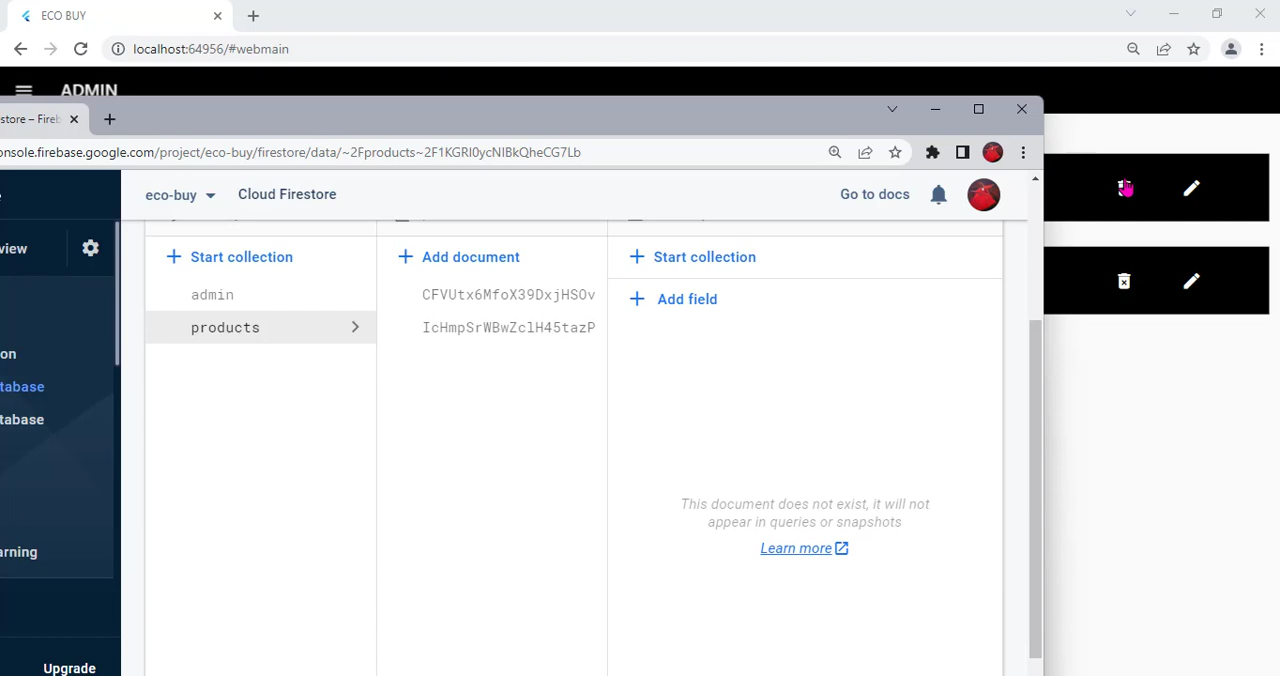 ECO BUY
localhost:64956/#webmain
ADMIN
store – Fireb
onsole.firebase.google.com/project/eco-buy/firestore/data/~2Fproducts~2F1KGRI0ycNIBkQheCG7Lb
eco-buy
Cloud Firestore
Go to docs
view
Start collection
Add document
Start collection
admin
CFVUtx6MfoX39DxjHSOv
Add field
products
IcHmpSrWBwZclH45tazP
on
tabase
tabase
This document does not exist, it will not
appear in queries or snapshots
Learn more
arning
Upgrade